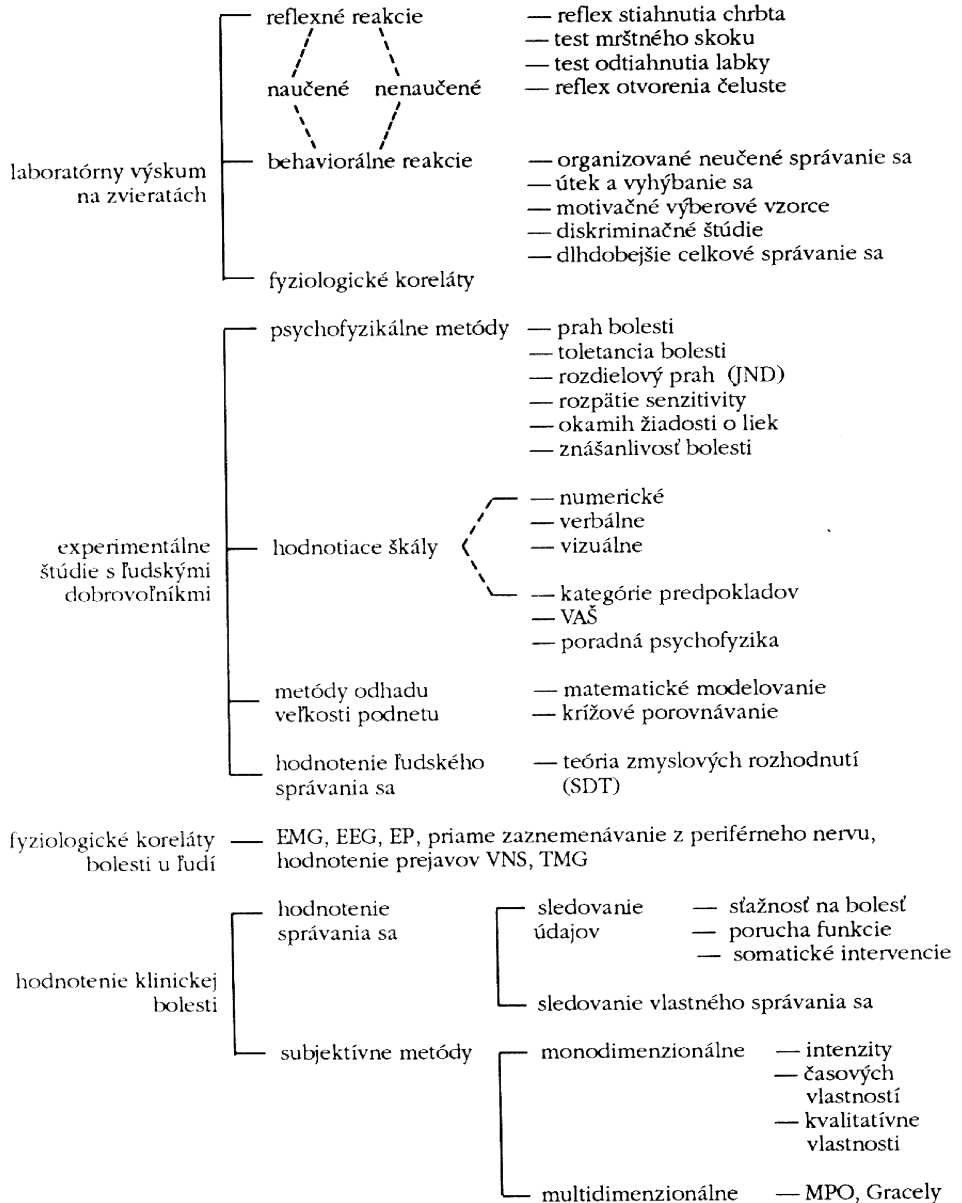 reflexné reakcie — reflex stiahnutia chrbta
— test mrštného skoku
— test odtiahnutia labky
naučené nenaučené — reflex otvorenia čeluste
laboratórny výskum
na zvieratách
behaviorálne reakcie — organizované neučené správanie sa
— útek a vyhýbanie sa
— motivačné výberové vzorce
— diskriminačné štúdie
— dlhdobejšie celkové správanie sa
fyziologické koreláty
experimentálne
štúdie s ľudskými
dobrovoľníkmi
psychofyzikálne metódy — prah bolesti
— toletancia bolesti
— rozdielový prah (JND)
— rozpätie senzitivity
— okamih žiadosti o liek
— znášanlivosť bolesti
hodnotiace škály
— numerické
— verbálne
— vizuálne
— kategórie predpokladov
— VAŠ
— poradná psychofyzika
metódy odhadu — matematické modelovanie
veľkosti podnetu — krížové porovnávanie
hodnotenie ľudského — teória zmyslových rozhodnutí
správania sa (SDT)
fyziologické koreláty — EMG, EEG, EP, priame zaznemenávanie z periférneho nervu,
bolesti u ľudí hodnotenie prejavov VNS, TMG
hodnotenie klinickej
bolesti
hodnotenie
správania sa
sledovanie — sťažnosť na bolesť
údajov — porucha funkcie
— somatické intervencie
sledovanie vlastného správania sa
subjektívne metódy
monodimenzionálne — intenzity
— časových
vlastností
— kvalitatívne
vlastnosti
multidimenzionálne — MPO, Gracely